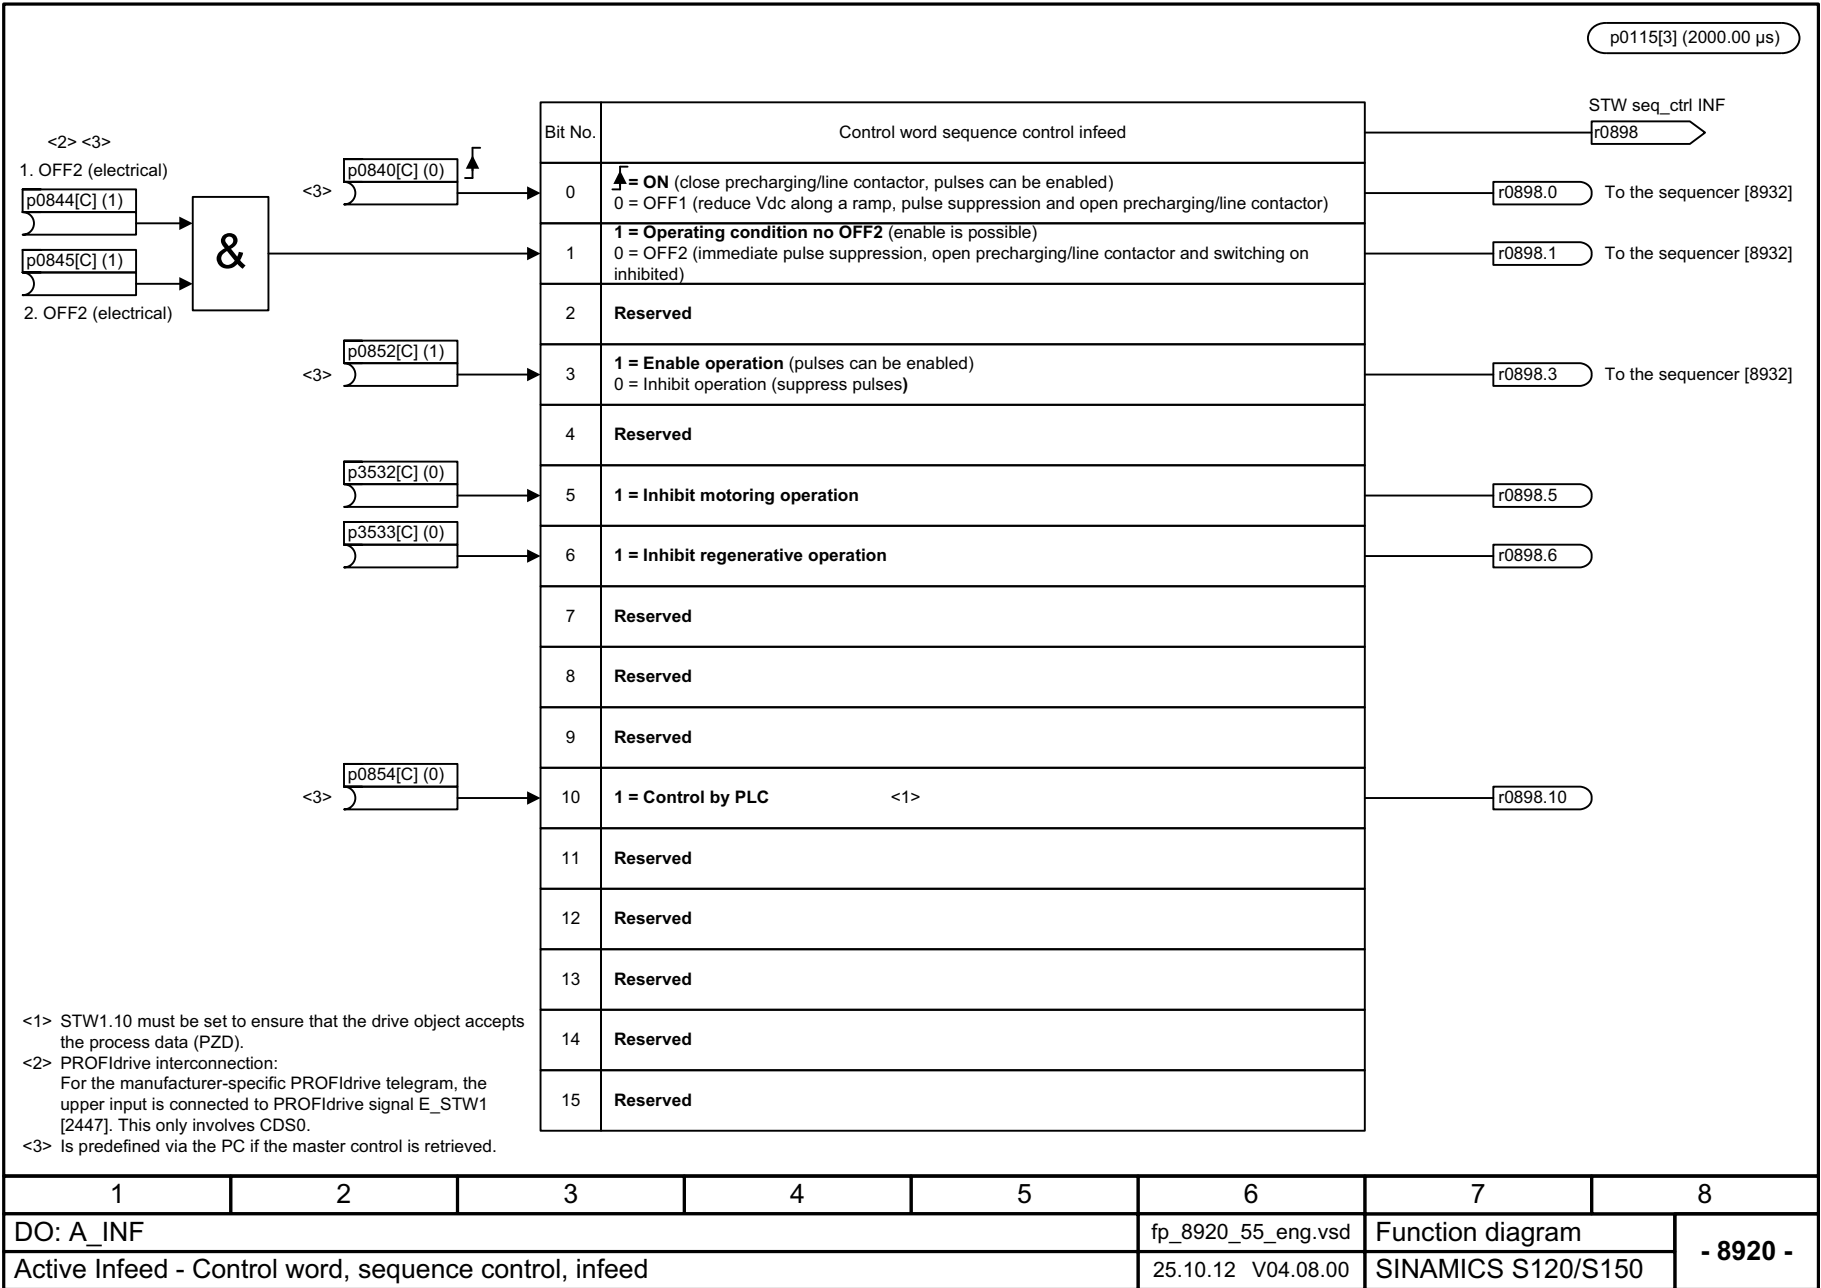 p0115[3] (2000.00 µs)
STW seq_ctrl INF
r0898
Bit No.
Control word sequence control infeed
<2> <3>
1. OFF2 (electrical)
p0844[C] (1)
p0845[C] (1)
2. OFF2 (electrical)
&
<3>
p0840[C] (0)
0
= ON (close precharging/line contactor, pulses can be enabled)
0 = OFF1 (reduce Vdc along a ramp, pulse suppression and open precharging/line contactor)
r0898.0
To the sequencer [8932]
1
1 = Operating condition no OFF2 (enable is possible)
0 = OFF2 (immediate pulse suppression, open precharging/line contactor and switching on
inhibited)
r0898.1
To the sequencer [8932]
2
Reserved
<3>
p0852[C] (1)
3
1 = Enable operation (pulses can be enabled)
0 = Inhibit operation (suppress pulses)
r0898.3
To the sequencer [8932]
4
Reserved
p3532[C] (0)
5
1 = Inhibit motoring operation
r0898.5
p3533[C] (0)
6
1 = Inhibit regenerative operation
r0898.6
7
Reserved
8
Reserved
9
Reserved
<3>
p0854[C] (0)
10
1 = Control by PLC <1>
r0898.10
11
Reserved
12
Reserved
13
Reserved
14
Reserved
15
Reserved
<1> STW1.10 must be set to ensure that the drive object accepts
the process data (PZD).
<2> PROFIdrive interconnection:
For the manufacturer-specific PROFIdrive telegram, the
upper input is connected to PROFIdrive signal E_STW1
[2447]. This only involves CDS0.
<3> Is predefined via the PC if the master control is retrieved.
1 2 3 4 5 6 7 8
DO: A_INF
fp_8920_55_eng.vsd
Function diagram
- 8920 -
Active Infeed - Control word, sequence control, infeed
25.10.12 V04.08.00
SINAMICS S120/S150